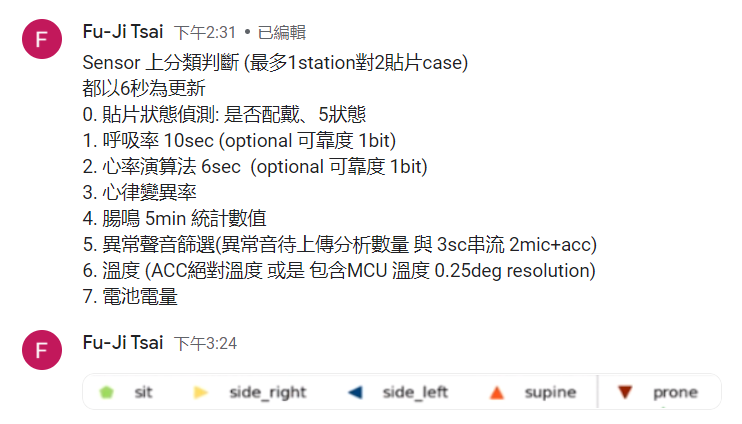 F
Fu-Ji Tsai 下午2:31 • 已編輯
Sensor 上分類判斷 (最多1station對2貼片case)
都以6秒為更新
0. 貼片狀態偵測: 是否配戴、5狀態
1. 呼吸率 10sec (optional 可靠度 1bit)
2. 心率演算法 6sec (optional 可靠度 1bit)
3. 心律變異率
4. 腸鳴 5min 統計數值
5. 異常聲音篩選(異常音待上傳分析數量 與 3sc串流 2mic+acc)
6. 溫度 (ACC絕對溫度 或是 包含MCU 溫度 0.25deg resolution)
7. 電池電量
F
Fu-Ji Tsai 下午3:24
sit side_right side_left supine prone